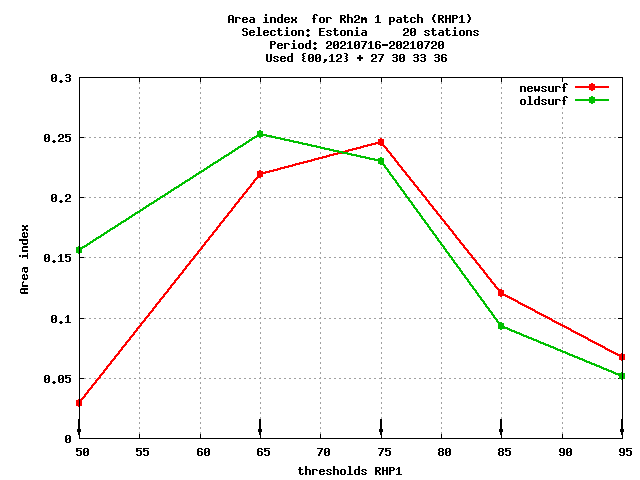 Area index  for Rh2m 1 patch (RHP1)
Selection: Estonia     20 stations
Period: 20210716-20210720
Used {00,12} + 27 30 33 36
newsurf
oldsurf
0.3
0.25
0.2
0.15
0.1
0.05
0
Area index
50 55 60 65 70 75 80 85 90 95
thresholds RHP1